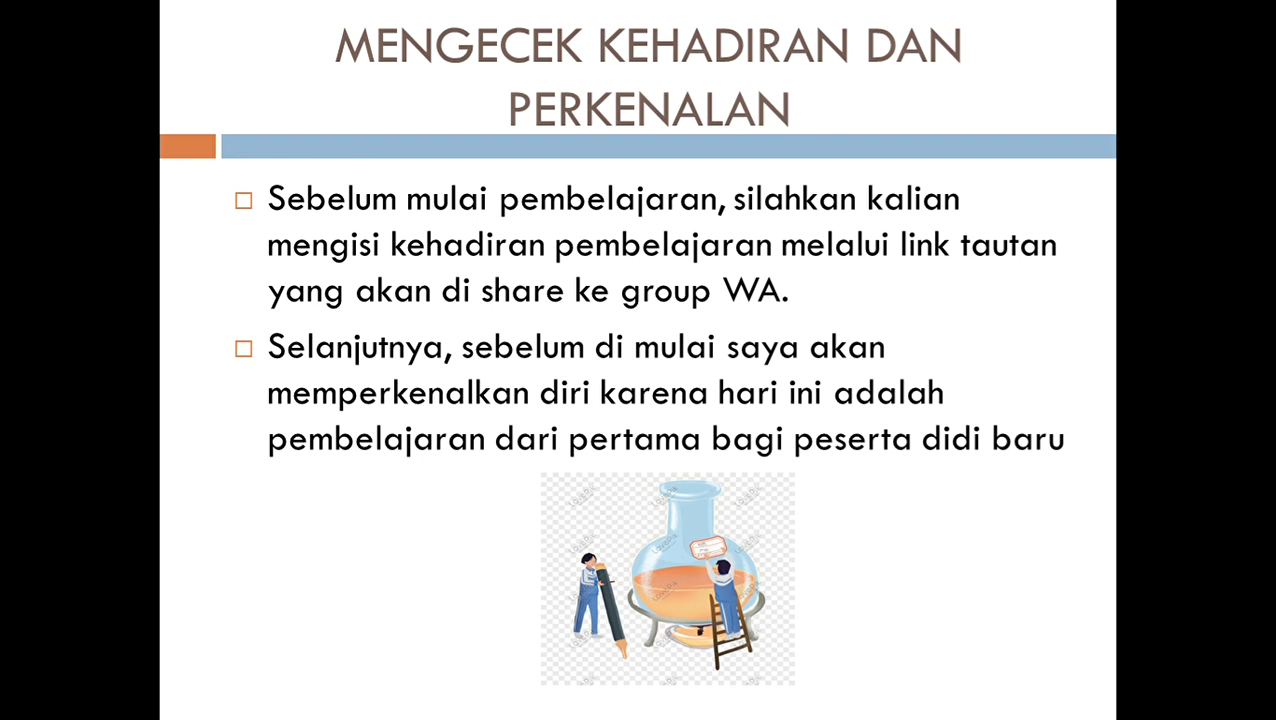 MENGECEK KEHADIRAN DAN
PERKENALAN
Sebelum mulai pembelajaran, silahkan kalian
mengisi kehadiran pembelajaran melalui link tautan
yang akan di share ke group WA.
Selanjutnya, sebelum di mulai saya akan
memperkenalkan diri karena hari ini adalah
pembelajaran dari pertama bagi peserta didi baru